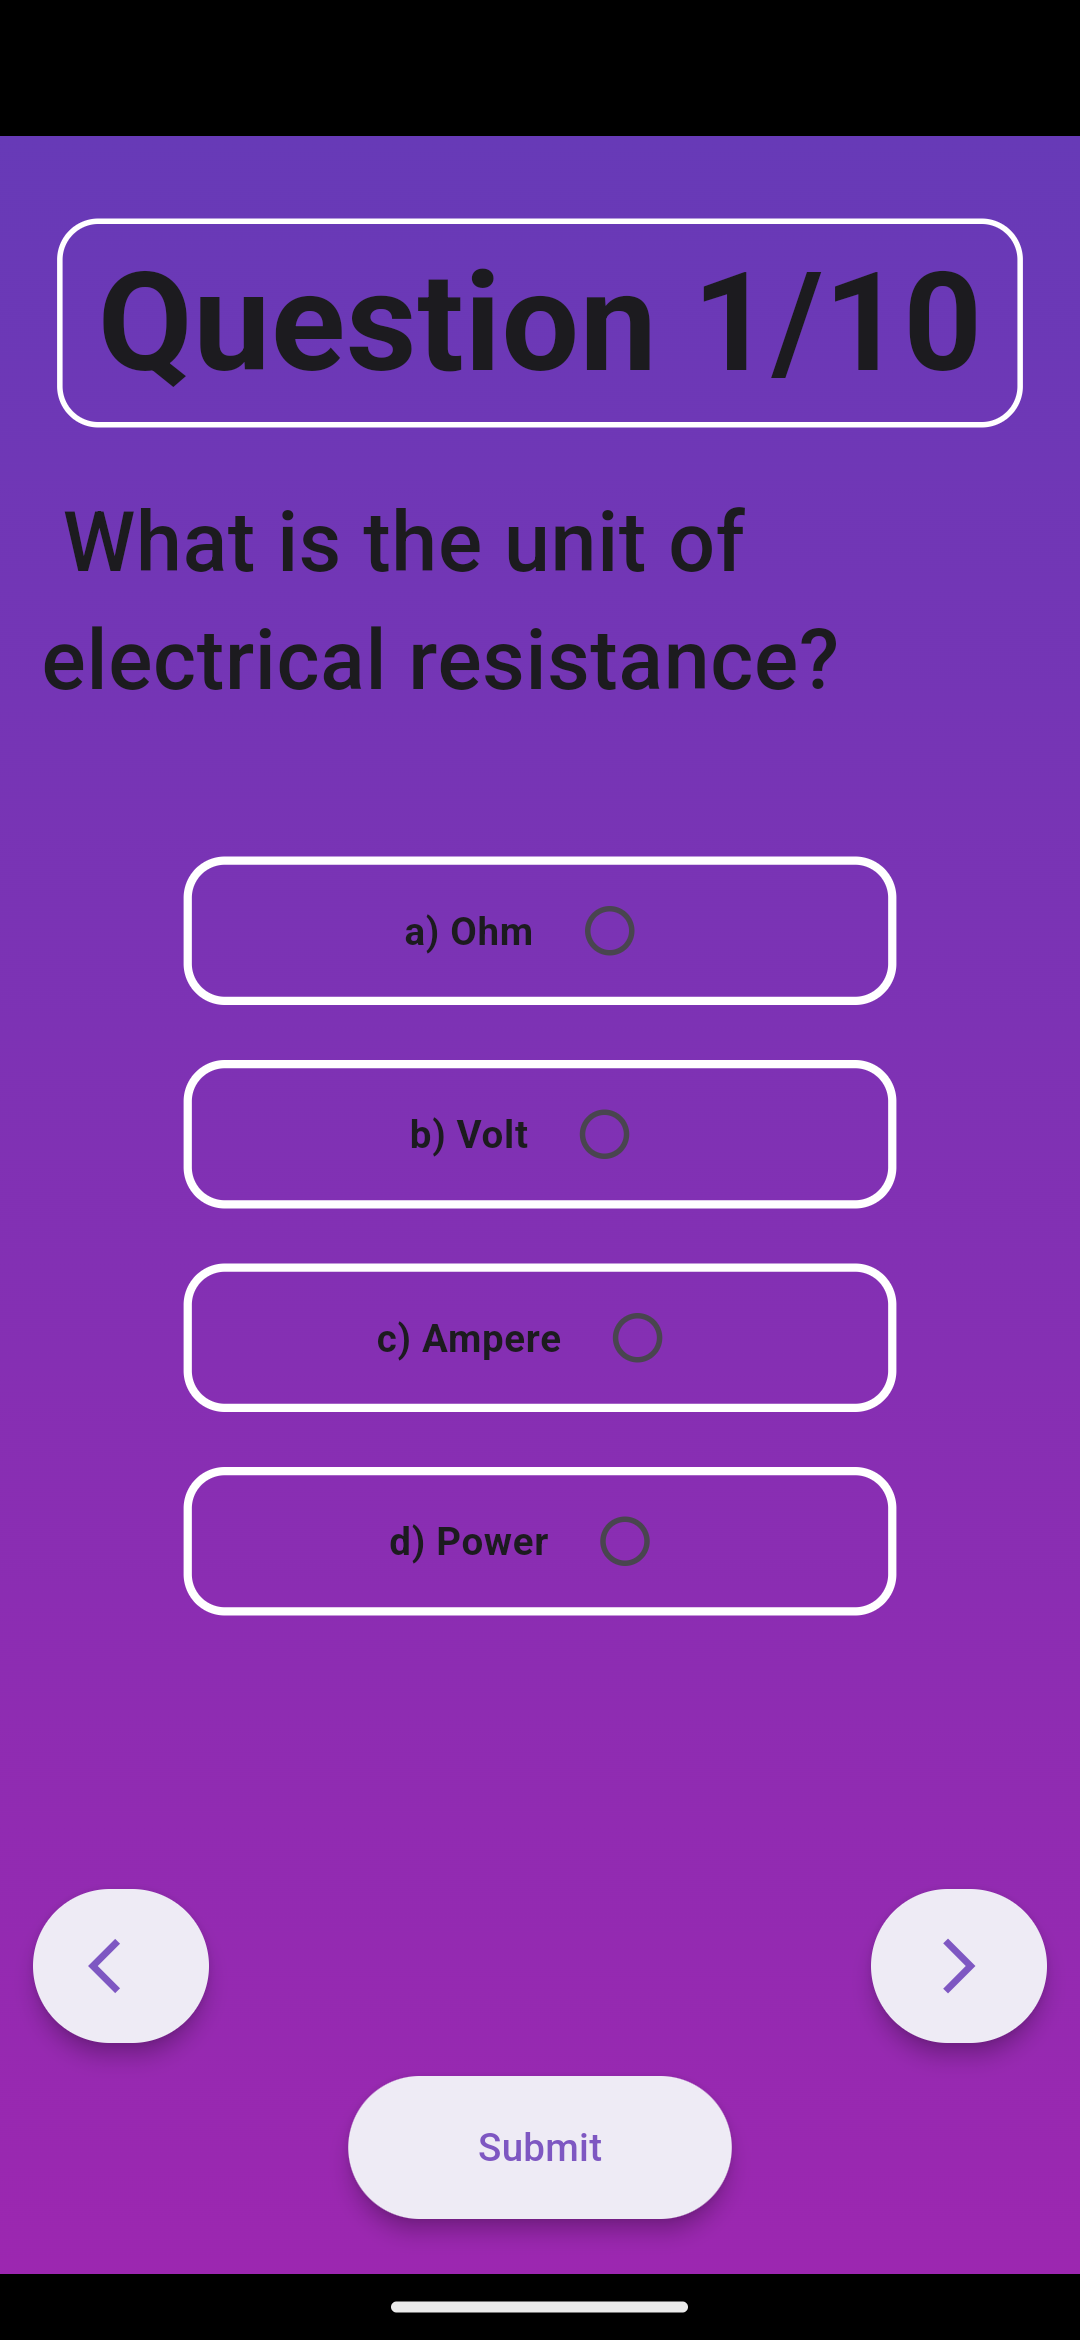 Question 1/10
What is the unit of
electrical resistance?
a) Ohm
b) Volt
c) Ampere
d) Power
Submit